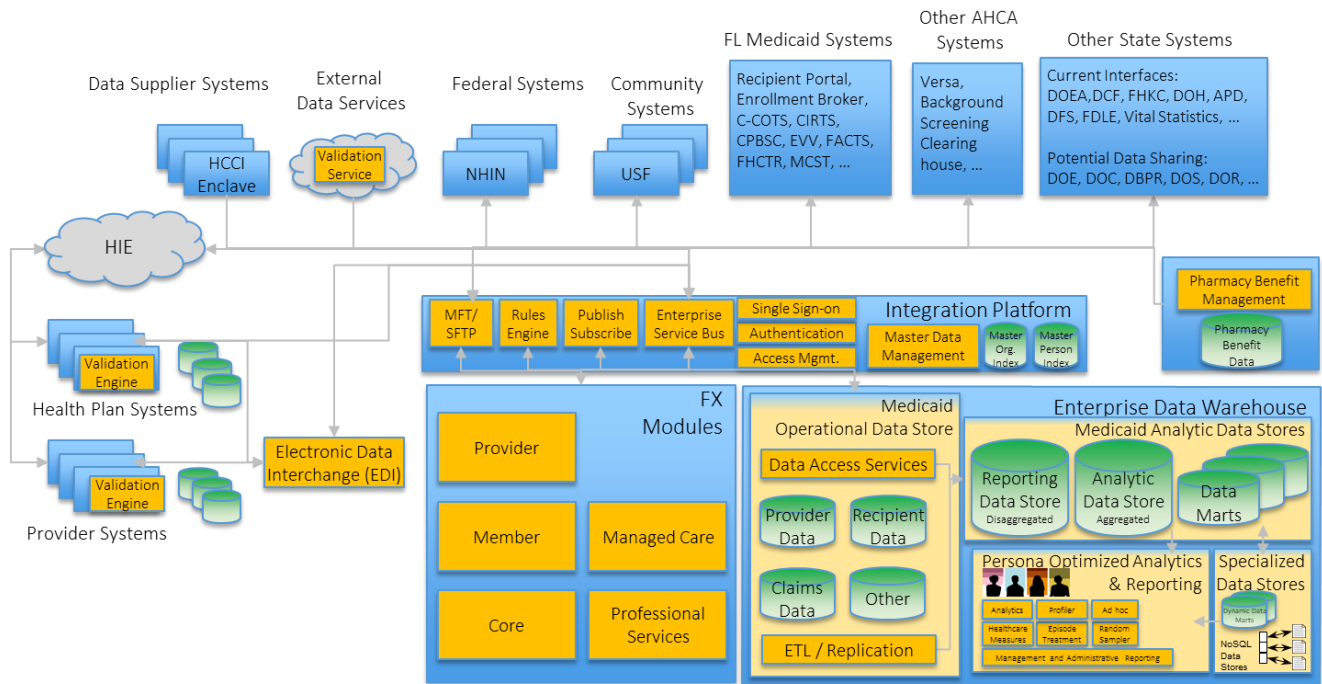 Data Supplier Systems
HCCI
Enclave
External
Data Services
Validation
Service
Federal Systems
NHIN
Community
Systems
USF
FL Medicaid Systems
Recipient Portal,
Enrollment Broker,
C-COTS, CIRTS,
CPBSC, EVV, FACTS,
FHCTR, MCST, ...
Other AHCA
Systems
Versa,
Background
Screening
Clearing
house, ...
Other State Systems
Current Interfaces:
DOEA,DCF, FHKC, DOH, APD,
DFS, FDLE, Vital Statistics, ...
Potential Data Sharing:
DOE, DOC, DBPR, DOS, DOR, ...
HIE
Validation
Engine
Health Plan Systems
Validation
Engine
Provider Systems
Electronic Data
Interchange (EDI)
MFT/
SFTP
Rules
Engine
Publish
Subscribe
Enterprise
Service Bus
Single Sign-on
Authentication
Access Mgmt.
Integration Platform
Master Data
Management
Master
Org.
Index
Master
Person
Index
Pharmacy Benefit
Management
Pharmacy
Benefit
Data
FX
Modules
Provider
Member
Managed Care
Core
Professional
Services
Medicaid
Operational Data Store
Data Access Services
Provider
Data
Recipient
Data
Claims
Data
Other
ETL / Replication
Enterprise Data Warehouse
Medicaid Analytic Data Stores
Reporting
Data Store
Disaggregated
Analytic
Data Store
Aggregated
Data
Marts
Persona Optimized Analytics
& Reporting
Analytics
Profiler
Ad hoc
Healthcare
Measures
Episode
Treatment
Random
Sampler
Management and Administrative Reporting
Specialized
Data Stores
Dynamic Data
Marts
NoSQL
Data
Stores